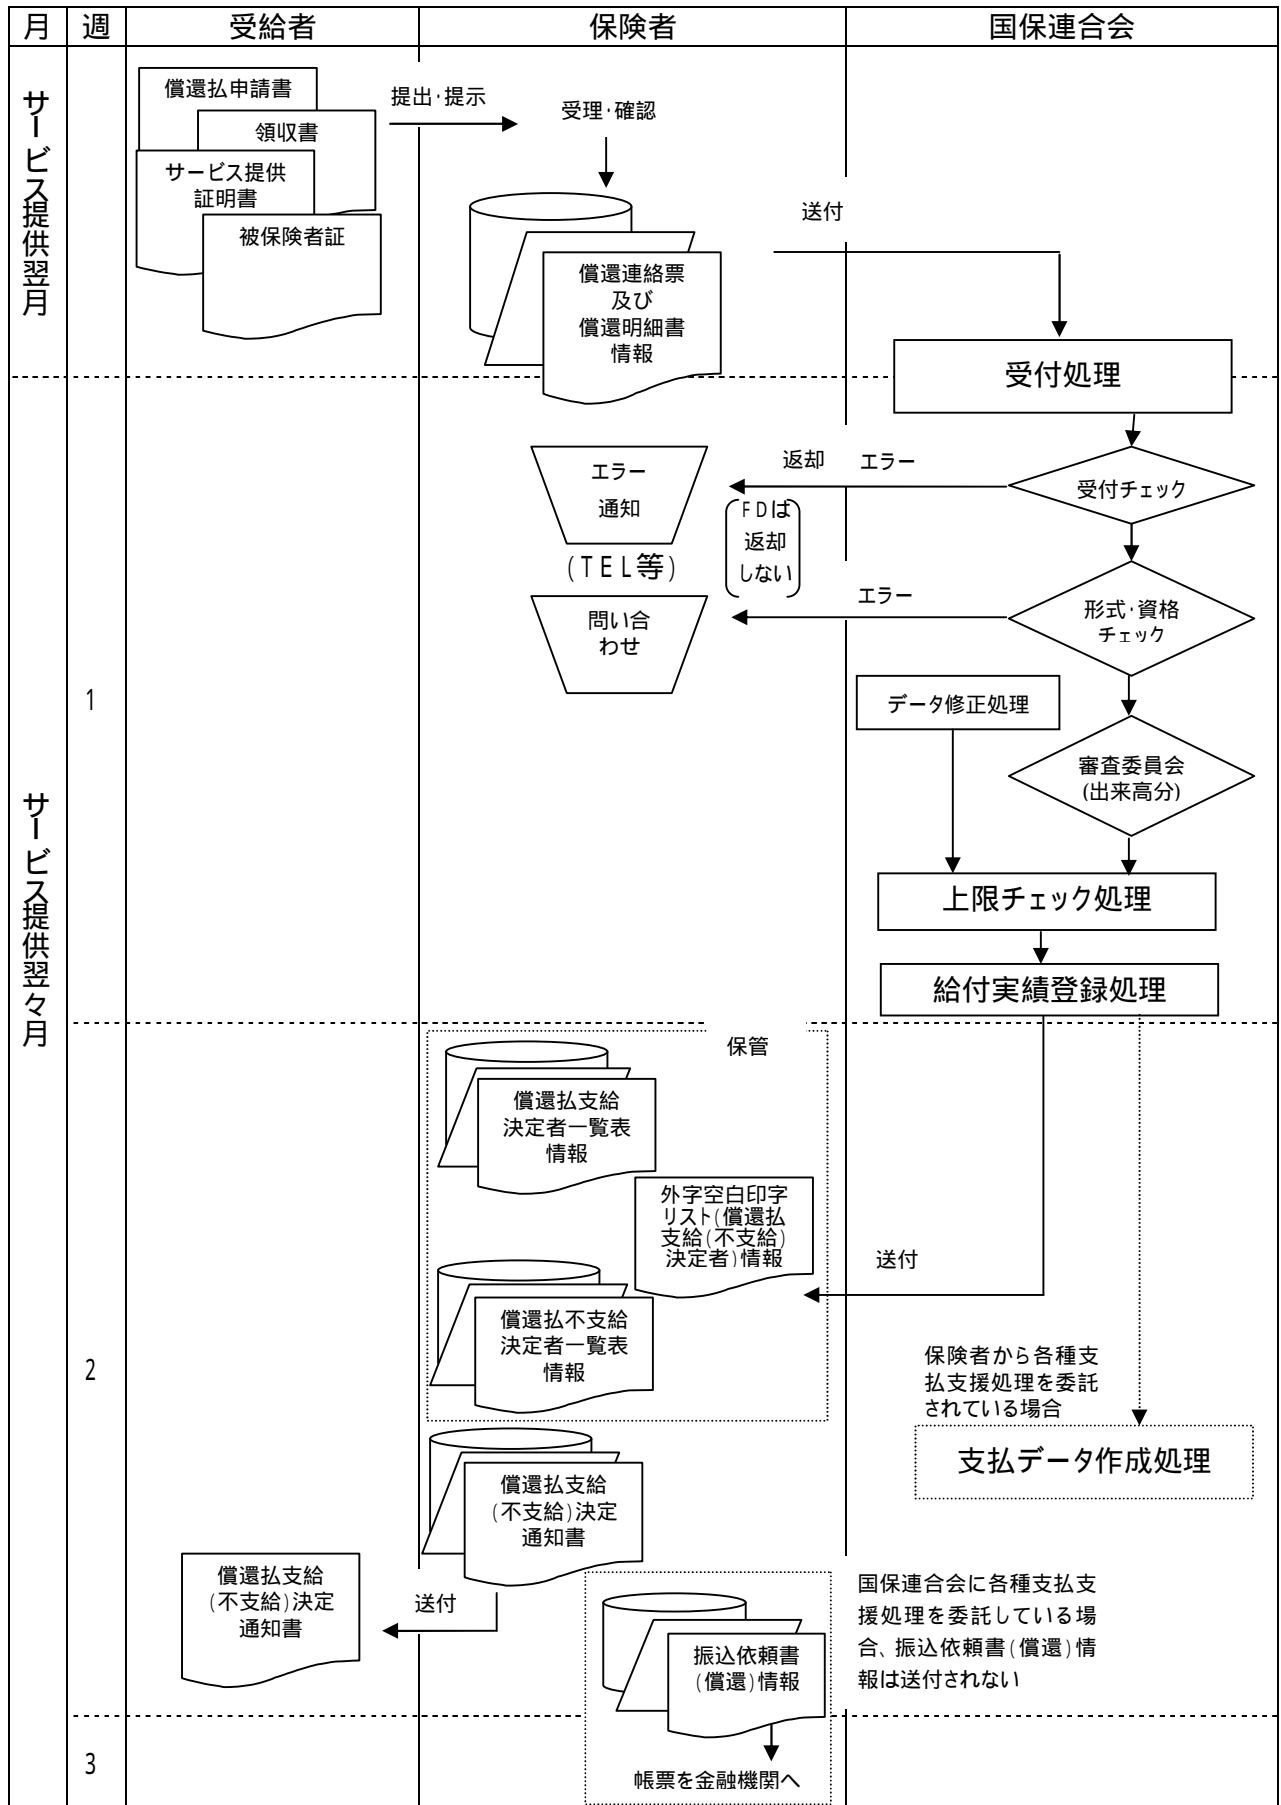 月
週
受給者
保険者
国保連合会
サービス提供翌月
償還払申請書
領収書
サービス提供
証明書
被保険者証
提出･提示
受理･確認
償還連絡票
及び
償還明細書
情報
送付
受付処理
サービス提供翌々月
1
受付チェック
エラー
返却
エラー
通知
(TEL等)
FDは
返却
しない
形式･資格
チェック
エラー
問い合
わせ
データ修正処理
審査委員会
(出来高分)
上限チェック処理
給付実績登録処理
2
保管
償還払支給
決定者一覧表
情報
外字空白印字
リスト(償還払
支給(不支給)
決定者)情報
送付
償還払不支給
決定者一覧表
情報
保険者から各種支
払支援処理を委託
されている場合
支払データ作成処理
償還払支給
(不支給)決定
通知書
送付
償還払支給
(不支給)決定
通知書
国保連合会に各種支払支
援処理を委託している場
合、振込依頼書(償還)情
報は送付されない
振込依頼書
(償還)情報
3
帳票を金融機関へ